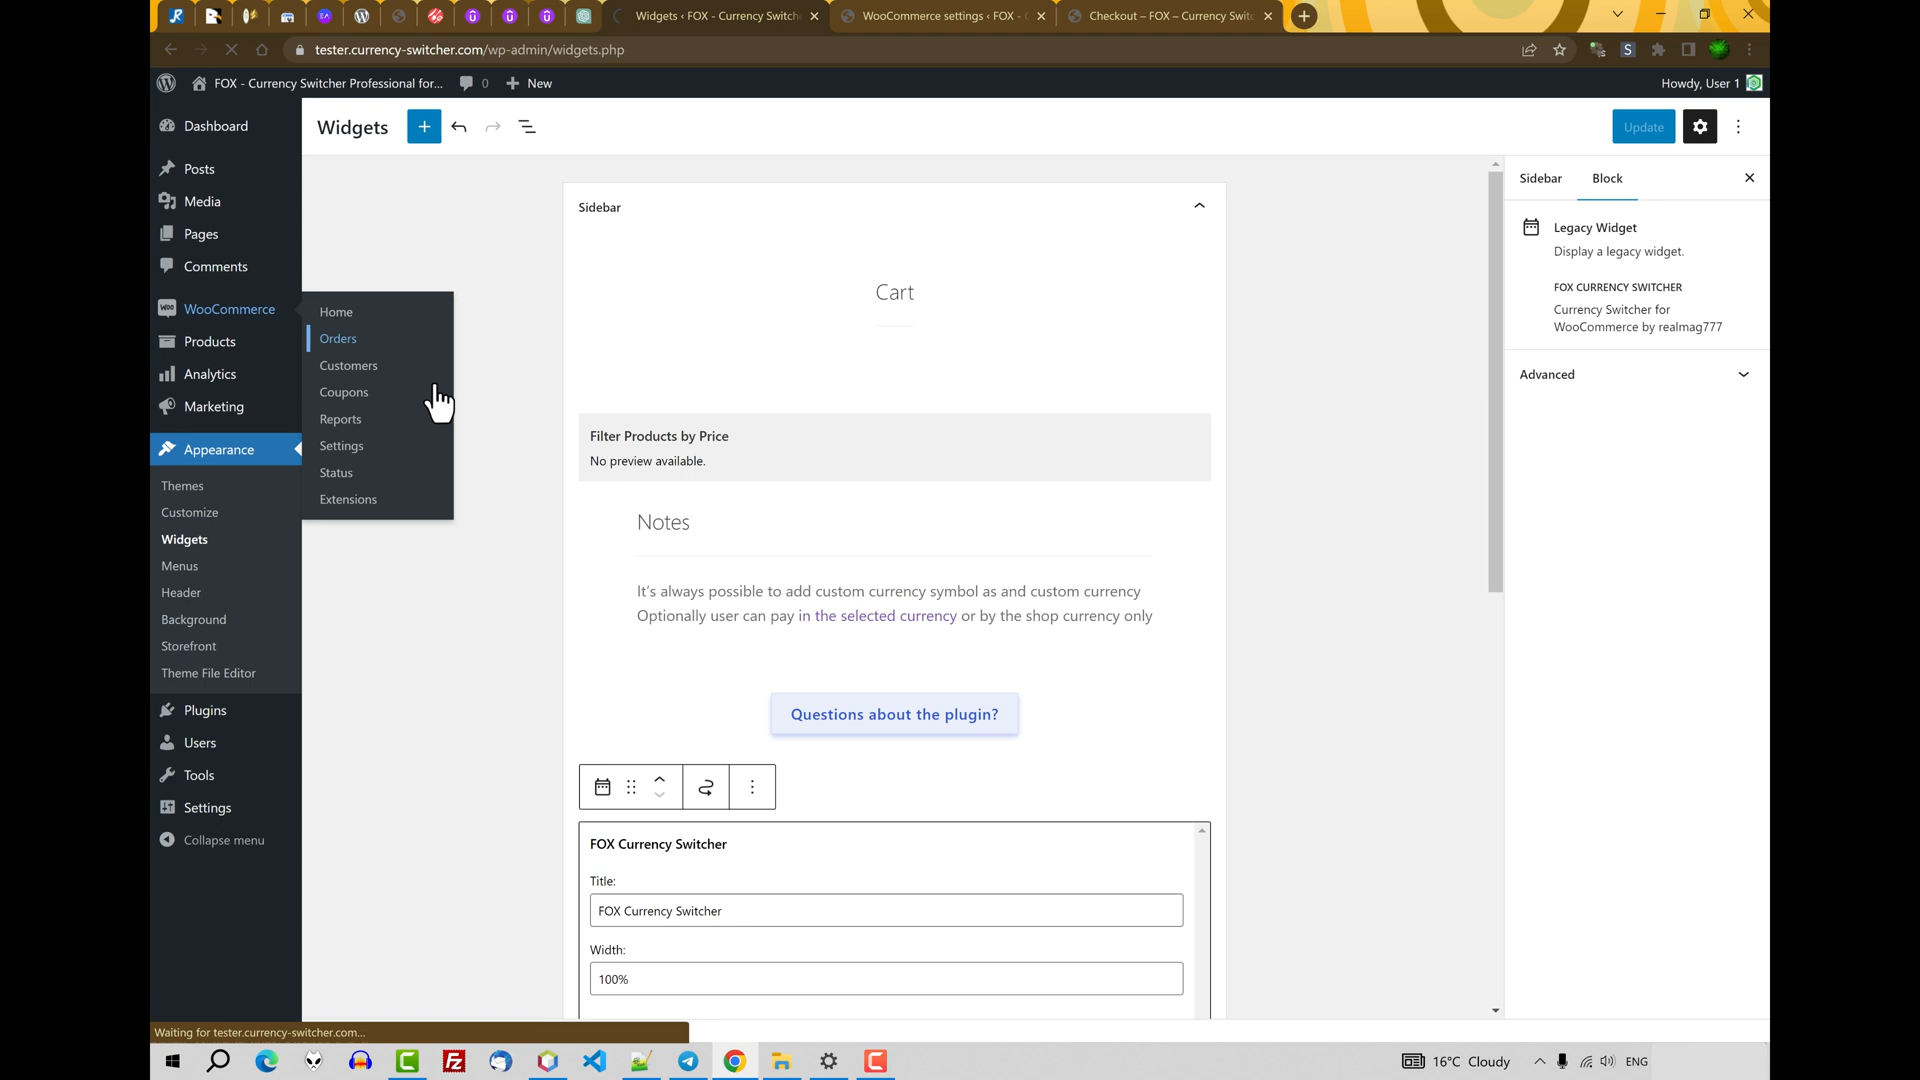 Widgets ‹ FOX - Currency Switche
WooCommerce settings ‹ FOX -
Checkout – FOX – Currency Switc
tester.currency-switcher.com/wp-admin/widgets.php
FOX - Currency Switcher Professional for...
0
New
Howdy, User 1
Dashboard
Posts
Media
Pages
Comments
WooCommerce
Products
Analytics
Marketing
Appearance
Themes
Customize
Widgets
Menus
Header
Background
Storefront
Theme File Editor
Plugins
Users
Tools
Settings
Collapse menu
Home
Orders
Customers
Coupons
Reports
Settings
Status
Extensions
Widgets
Update
Sidebar
Cart
Filter Products by Price
No preview available.
Notes
It's always possible to add custom currency symbol as and custom currency
Optionally user can pay in the selected currency or by the shop currency only
Questions about the plugin?
FOX Currency Switcher
Title:
FOX Currency Switcher
Width:
100%
Sidebar
Block
Legacy Widget
Display a legacy widget.
FOX CURRENCY SWITCHER
Currency Switcher for
WooCommerce by realmag777
Advanced
Waiting for tester.currency-switcher.com...
16°C Cloudy
ENG